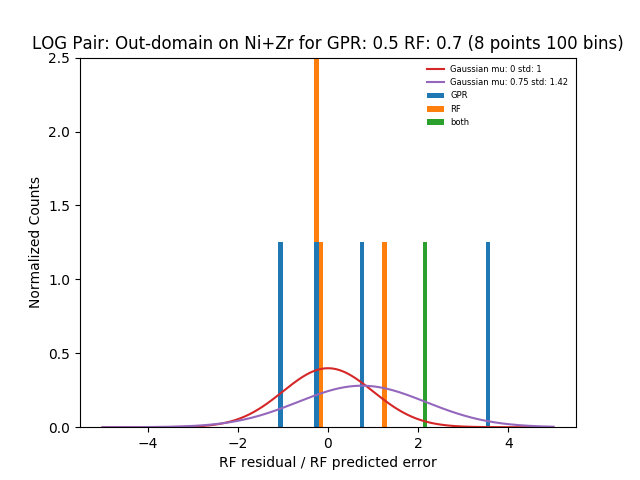 LOG Pair: Out-domain on Ni+Zr for GPR: 0.5 RF: 0.7 (8 points 100 bins)
Gaussian mu: 0 std: 1
Gaussian mu: 0.75 std: 1.42
GPR
RF
both
Normalized Counts
2.5
2.0
1.5
1.0
0.5
0.0
−4 −2 0 2 4
RF residual / RF predicted error